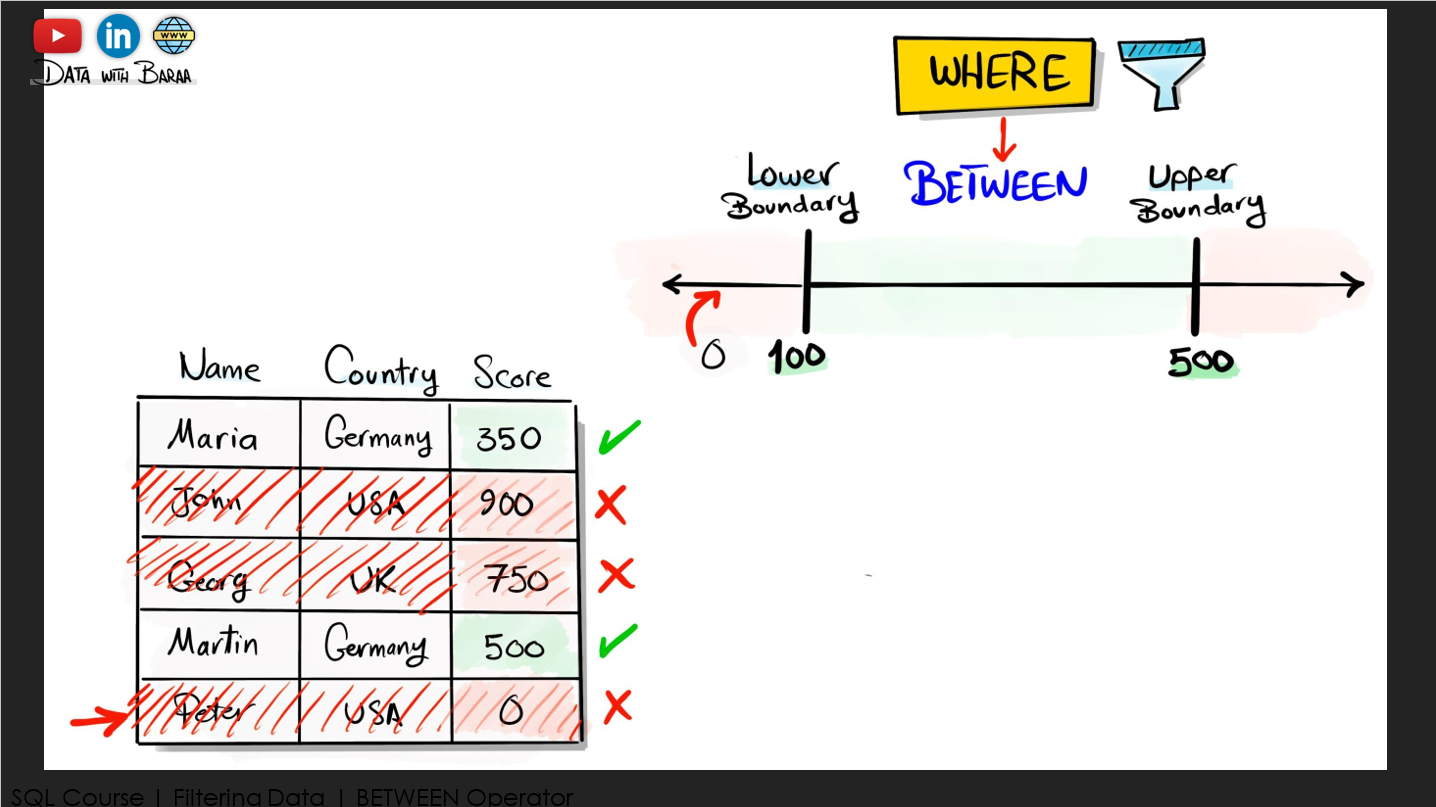 WWW
DATA WITH BARAA
WHERE
BETWEEN
Lower
Boundary
Upper
Boundary
0 100 500
Name Country Score
Maria Germany 350
John USA 900
Georg UK 750
Martin Germany 500
Peter USA 0
SQL Course | Filtering Data | BETWEEN Operator